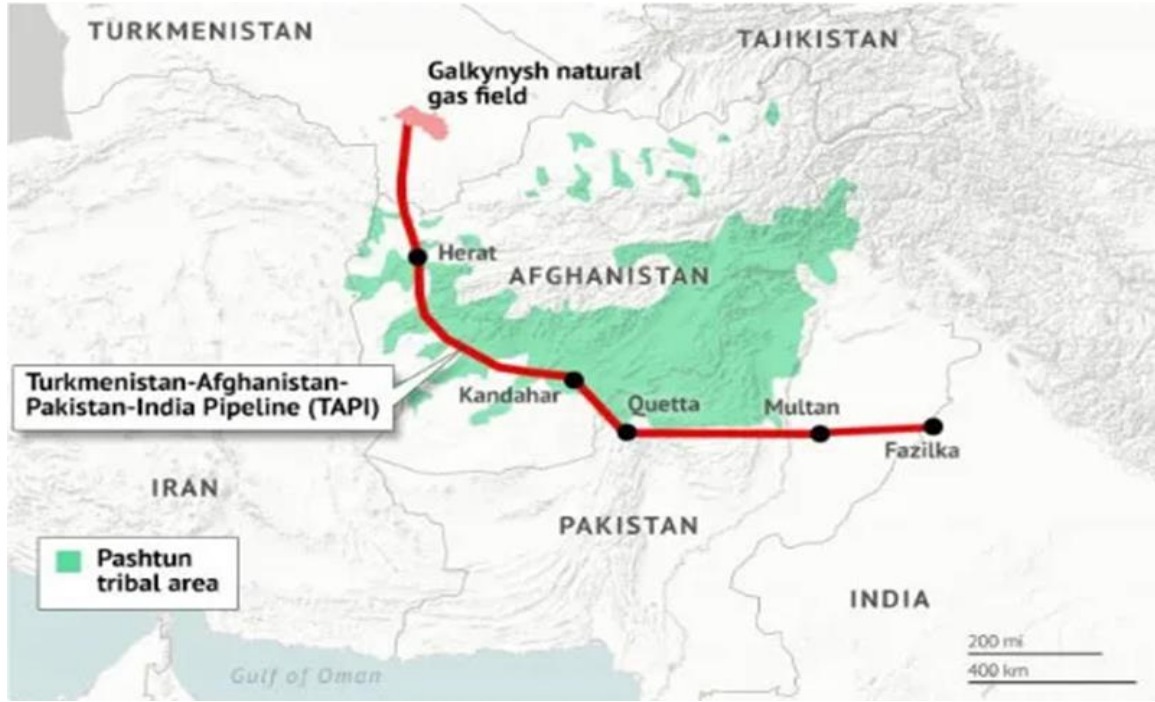 TURKMENISTAN
TAJIKISTAN
Galkynysh natural
gas field
Herat
AFGHANISTAN
Turkmenistan-Afghanistan-
Pakistan-India Pipeline (TAPI)
Kandahar
Quetta
Multan
Fazilka
IRAN
PAKISTAN
Pashtun
tribal area
INDIA
200 mi
400 km
Gulf of Oman